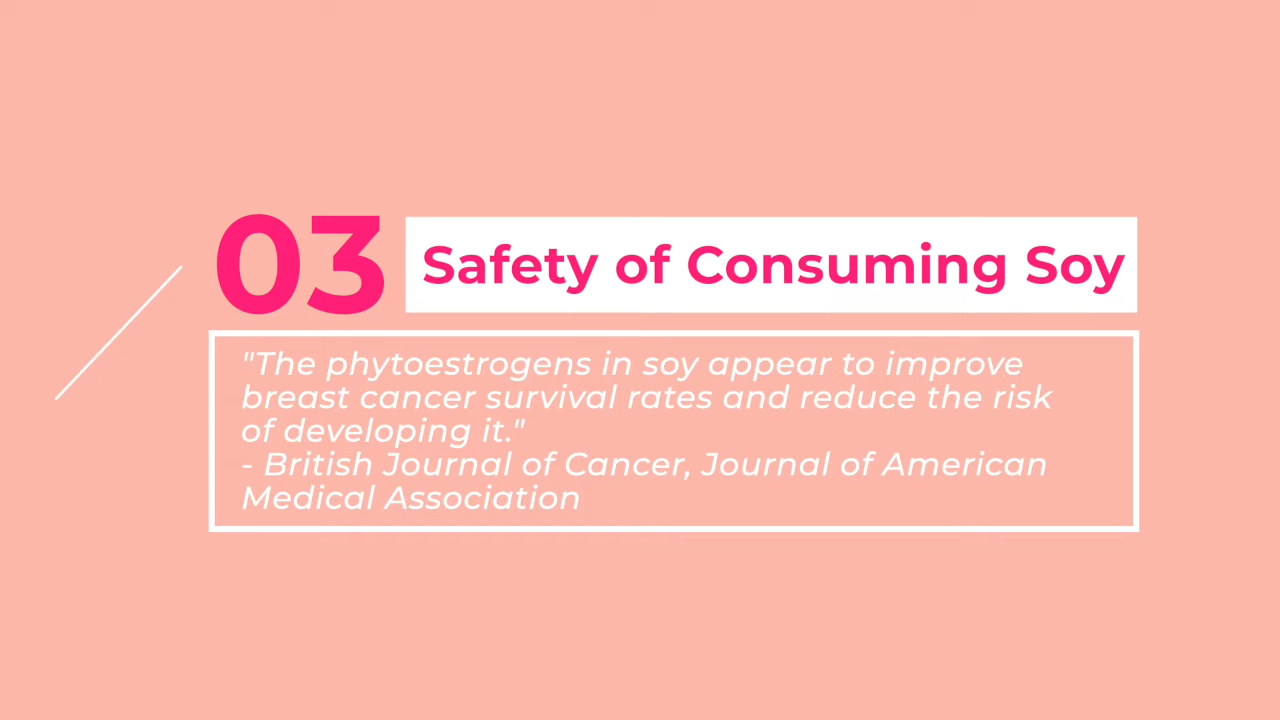 03
Safety of Consuming Soy
"The phytoestrogens in soy appear to improve
breast cancer survival rates and reduce the risk
of developing it."
- British Journal of Cancer, Journal of American
Medical Association